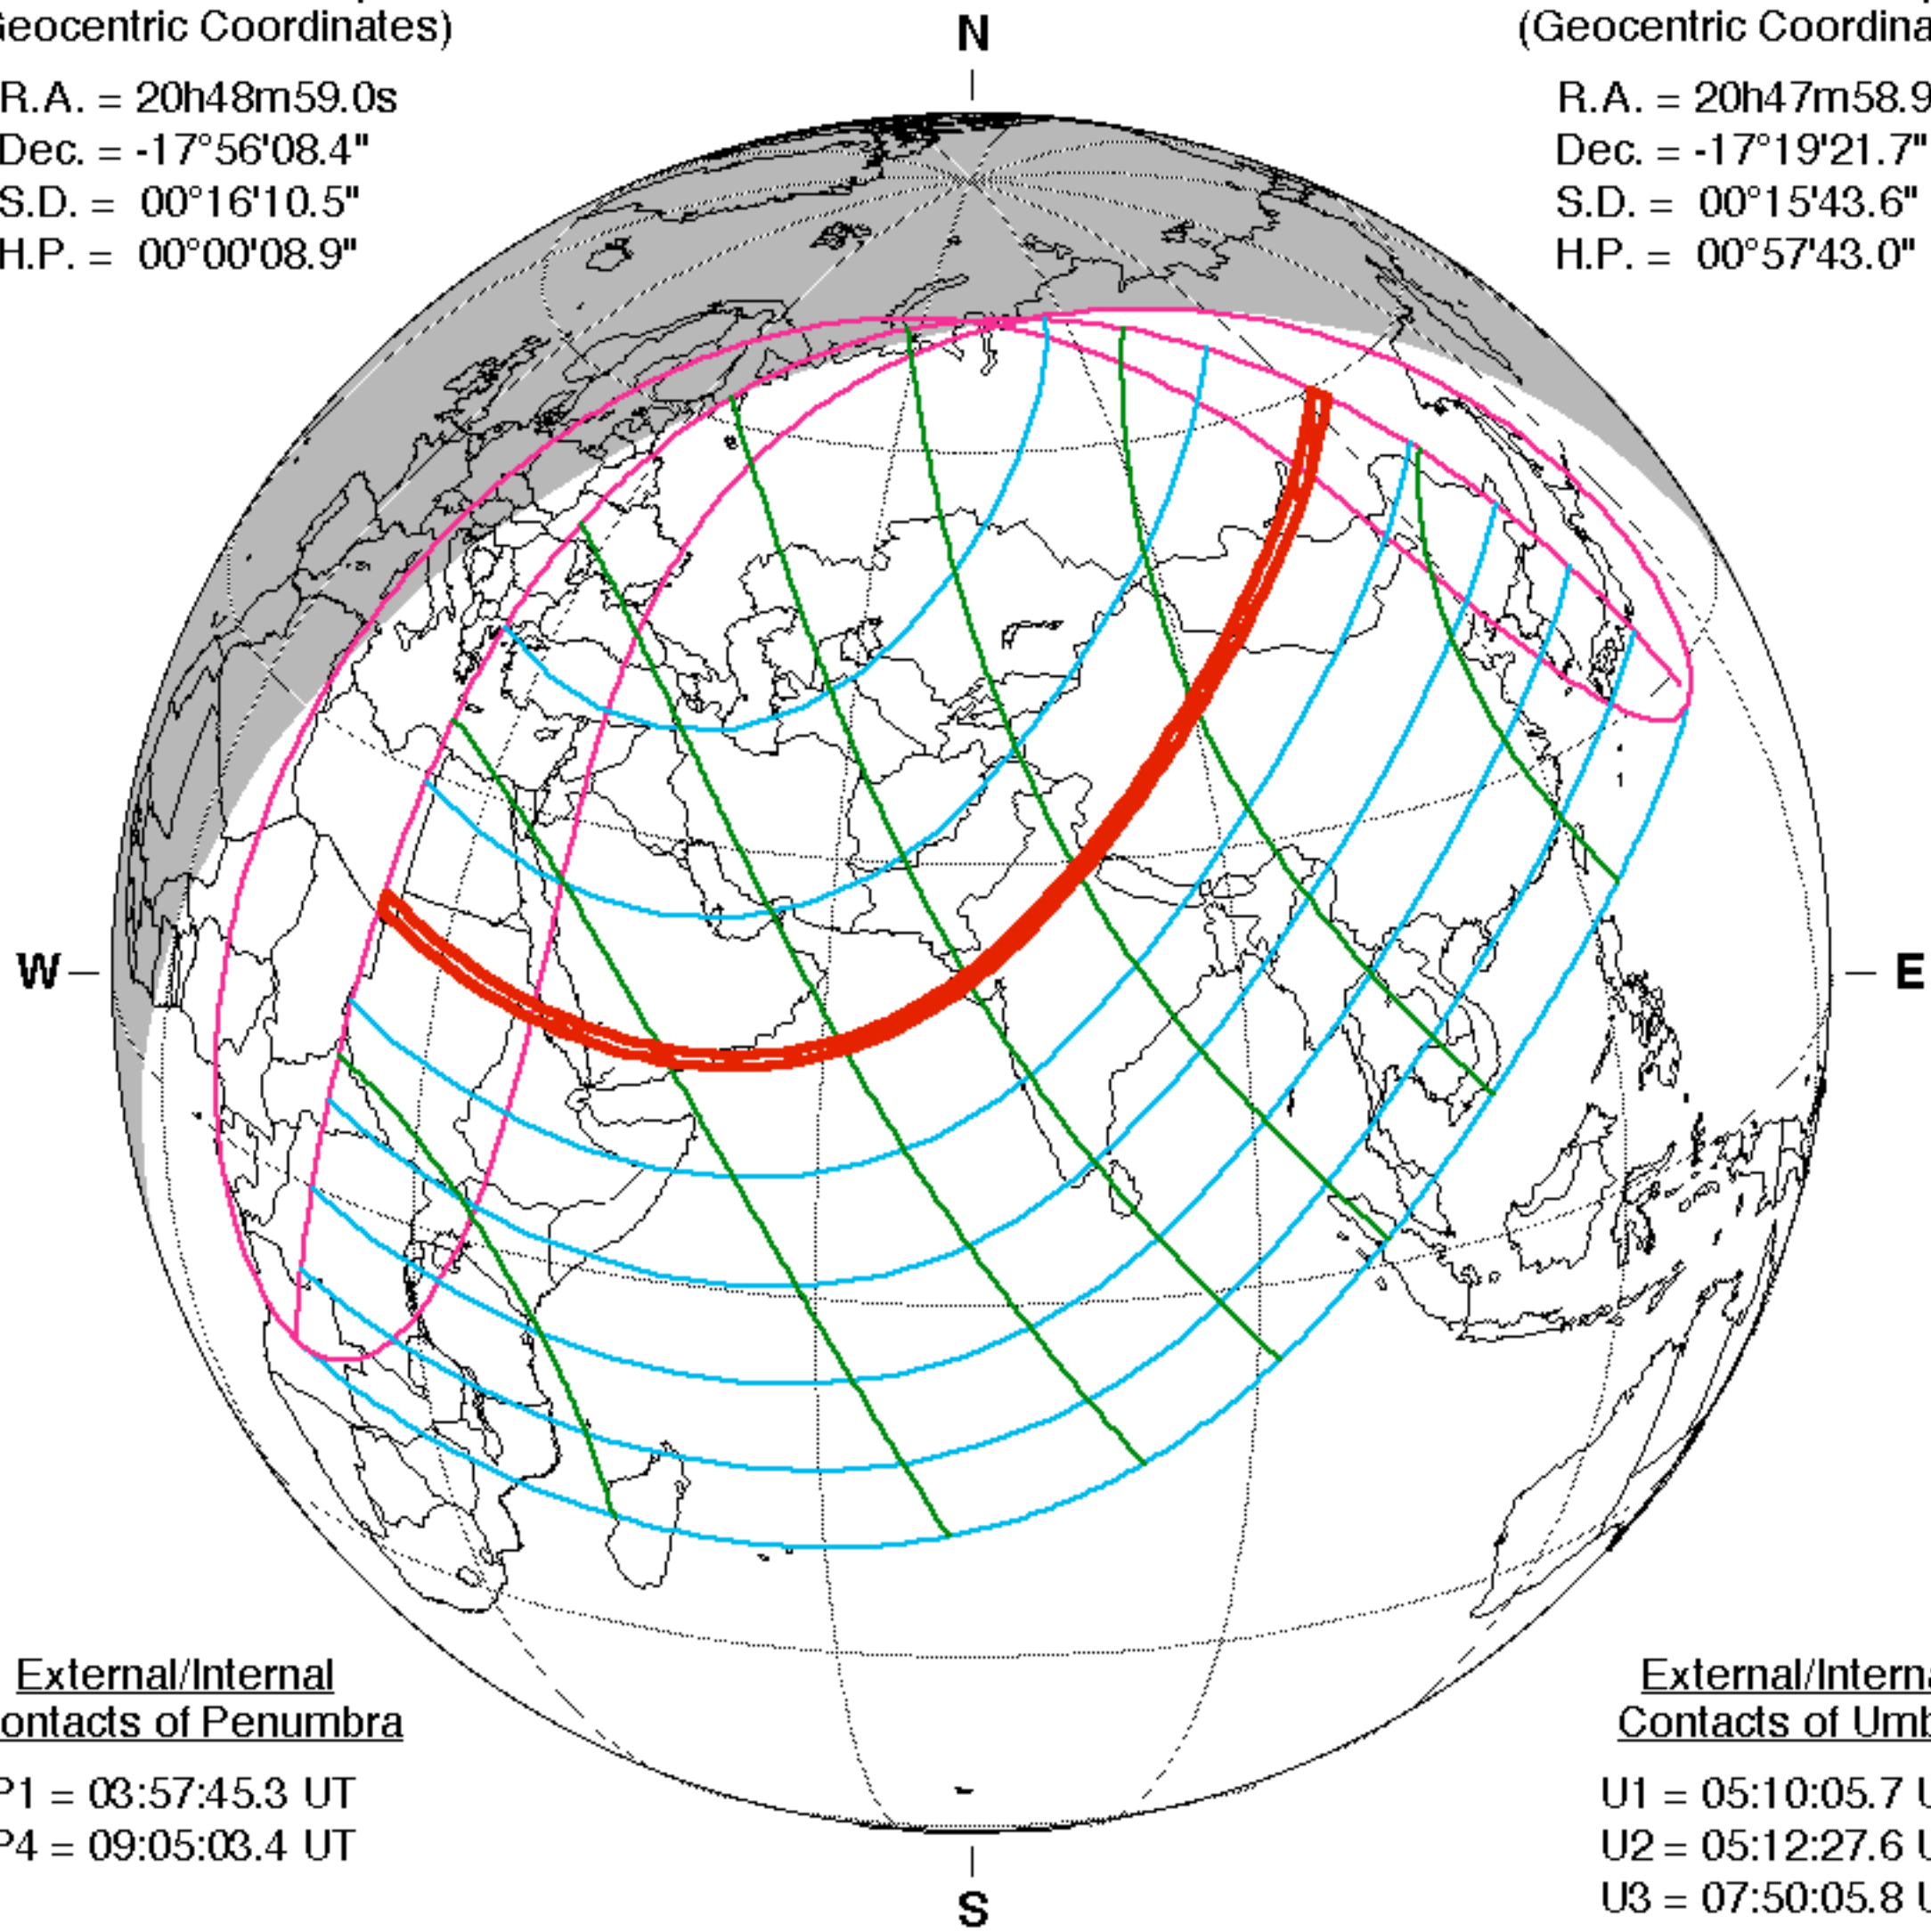 Geocentric Coordinates)
R.A. = 20h48m59.0s
Dec. = -17°56'08.4"
S.D. = 00°16'10.5"
H.P. = 00°00'08.9"
N
(Geocentric Coordina
R.A. = 20h47m58.9
Dec. = -17°19'21.7"
S.D. = 00°15'43.6"
H.P. = 00°57'43.0"
W
E
External/Internal
ontacts of Penumbra
P1 = 03:57:45.3 UT
P4 = 09:05:03.4 UT
S
External/Interna
Contacts of Umb
U1 = 05:10:05.7 U
U2 = 05:12:27.6 U
U3 = 07:50:05.8 U